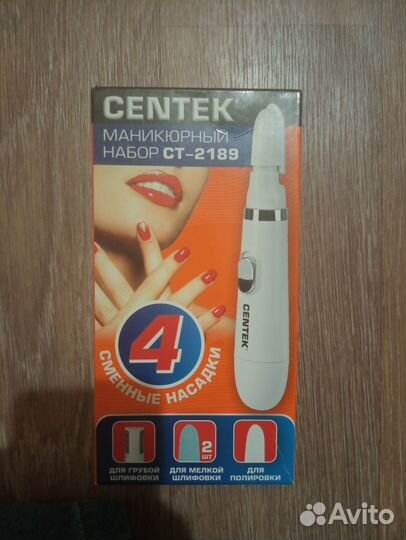 CENTEK
МАНИКЮРНЫЙ
НАБОР CT-2189
CENTEK
4
СМЕННЫЕ НАСАДКИ
2
ШТ
ДЛЯ ГРУБОЙ
ШЛИФОВКИ
ДЛЯ МЕЛКОЙ
ШЛИФОВКИ
ДЛЯ
ПОЛИРОВКИ
Avito